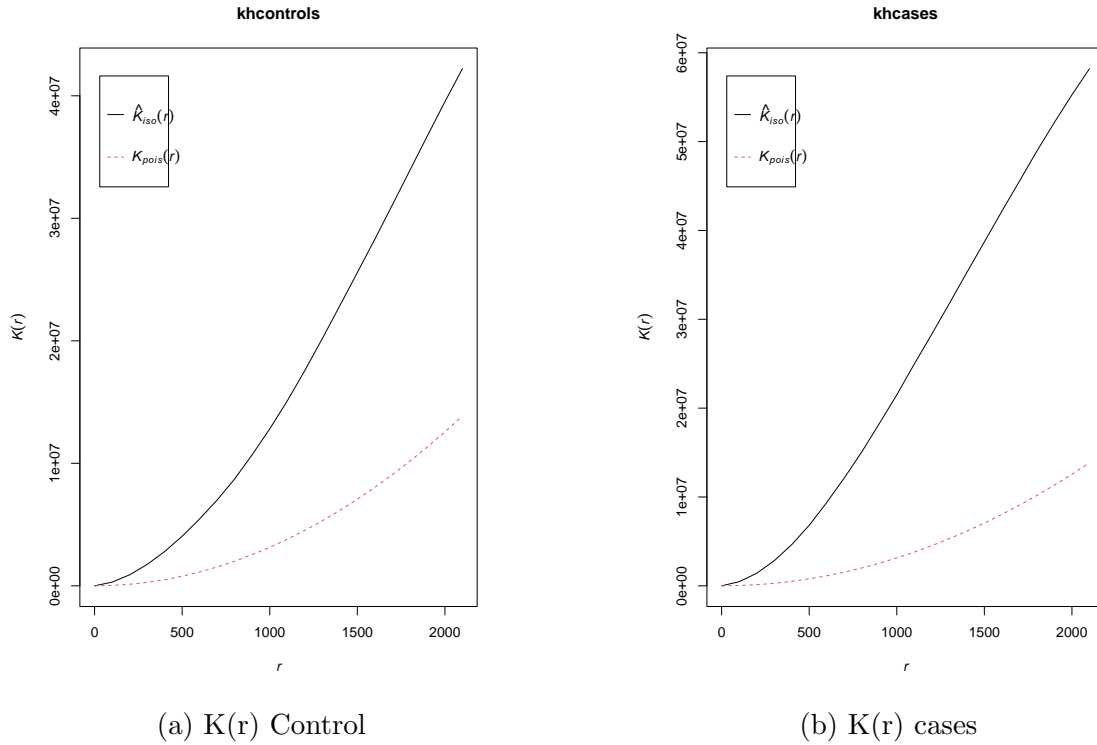 khcontrols
K̂iso(r)
Kpois(r)
K(r)
0e+00 1e+07 2e+07 3e+07 4e+07
0 500 1000 1500 2000
r
(a) K(r) Control
khcases
K̂iso(r)
Kpois(r)
K(r)
0e+00 1e+07 2e+07 3e+07 4e+07 5e+07 6e+07
0 500 1000 1500 2000
r
(b) K(r) cases